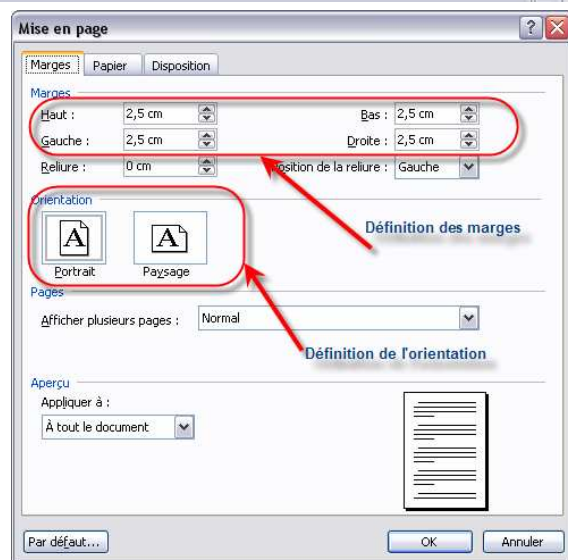 Mise en page
Marges Papier Disposition
Marges
Haut : 2,5 cm Bas : 2,5 cm
Gauche : 2,5 cm Droite : 2,5 cm
Reliure : 0 cm Position de la reliure : Gauche
Orientation
Définition des marges
Portrait Paysage
Pages
Afficher plusieurs pages : Normal
Définition de l'orientation
Aperçu
Appliquer à :
À tout le document
Par défaut... OK Annuler